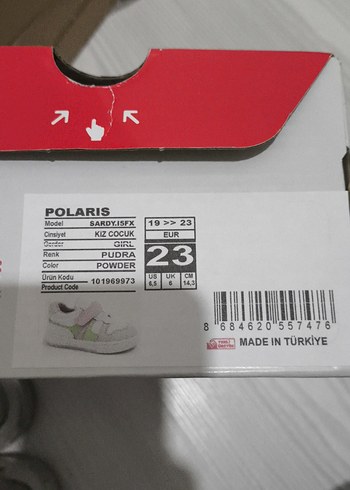 POLARIS
Model SARDY.I5FX
Cinsiyet KIZ COCUK
Gender GIRL
Renk PUDRA
Color POWDER
Ürün Kodu
Product Code 101969973
19 >> 23
EUR
23
US UK CM
6,5 6 14,3
8 684620 557476
MADE IN TÜRKİYE